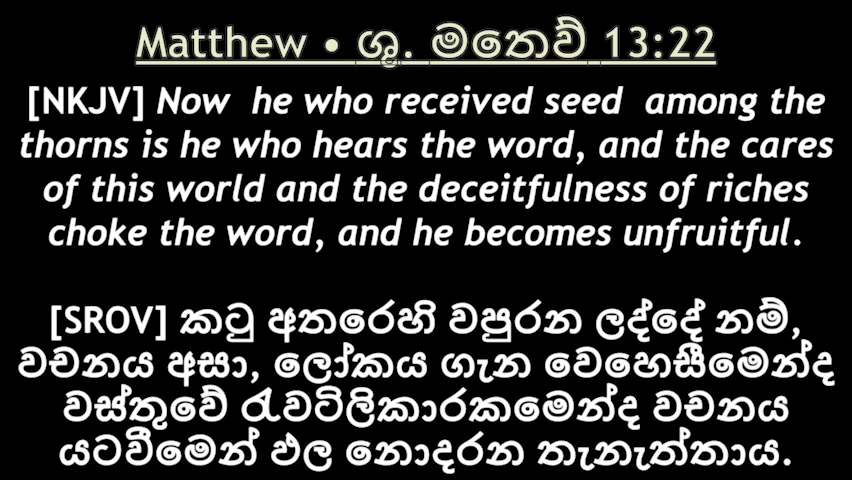 Matthew • ශු. මතෙව් 13:22
[NKJV] Now he who received seed among the
thorns is he who hears the word, and the cares
of this world and the deceitfulness of riches
choke the word, and he becomes unfruitful.
[SROV] කටු අතරෙහි වපුරන ලද්දේ නම්,
වචනය අසා, ලෝකය ගැන වෙහෙසීමෙන්ද
වස්තුවේ රැවටිලිකාරකමෙන්ද වචනය
යටවීමෙන් ඵල නොදරන තැනැත්තාය.